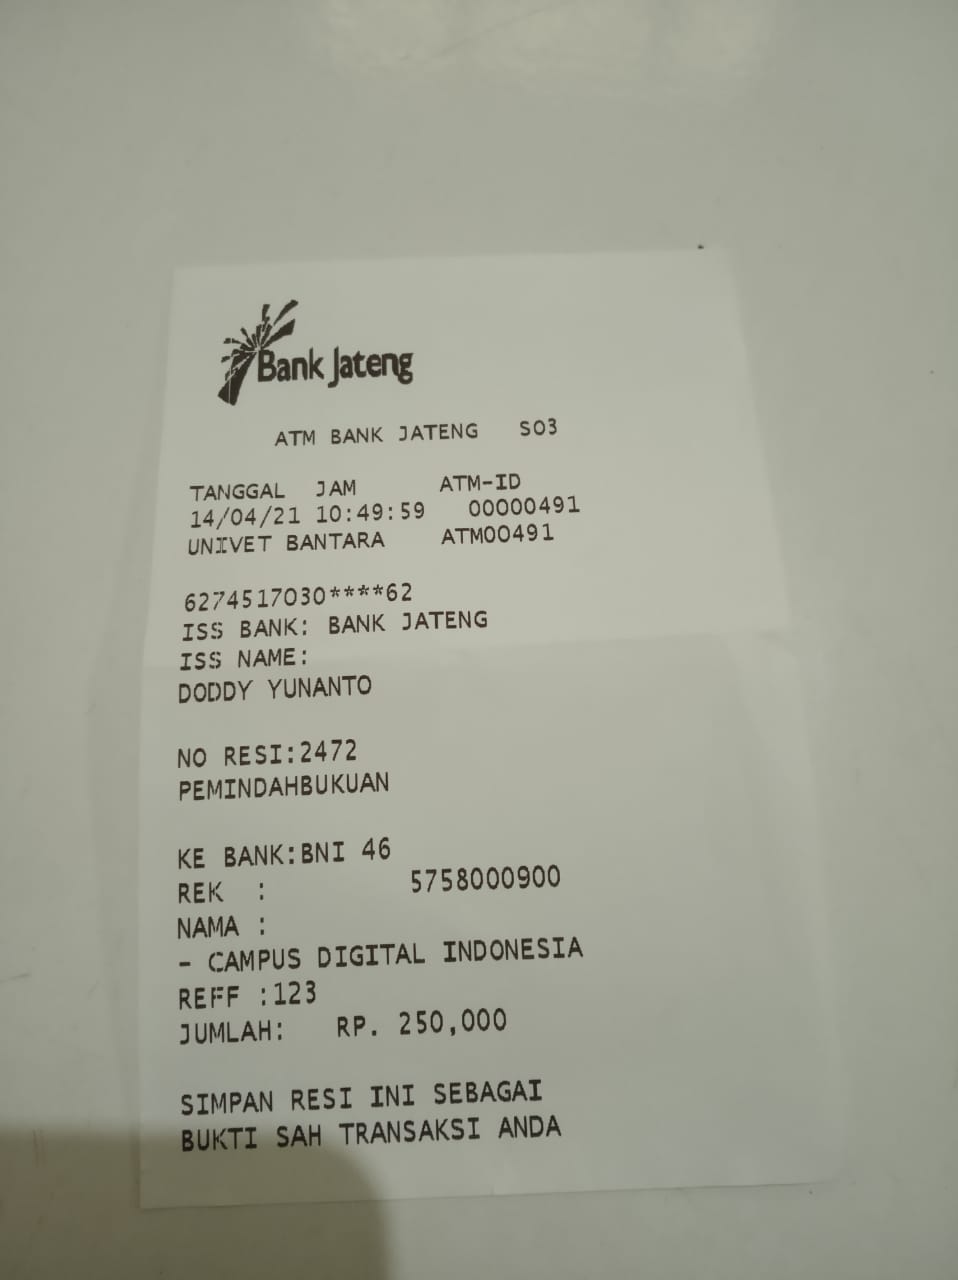 Bank Jateng
ATM BANK JATENG SO3
TANGGAL JAM ATM-ID
14/04/21 10:49:59 00000491
UNIVET BANTARA ATM00491
6274517030****62
ISS BANK: BANK JATENG
ISS NAME:
DODDY YUNANTO
NO RESI:2472
PEMINDAHBUKUAN
KE BANK:BNI 46
REK : 5758000900
NAMA :
- CAMPUS DIGITAL INDONESIA
REFF :123
JUMLAH: RP. 250,000
SIMPAN RESI INI SEBAGAI
BUKTI SAH TRANSAKSI ANDA